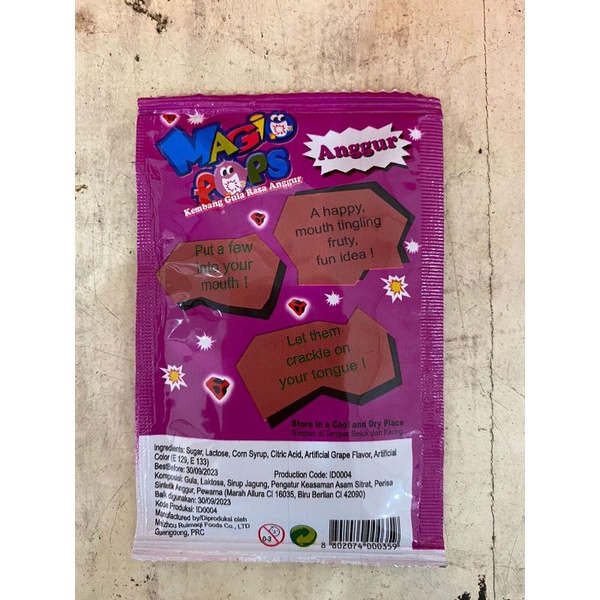 MAGIC
POPS
Kembang Gula Rasa Anggur
Anggur
A happy,
mouth tingling
fruty,
fun idea !
Put a few
into your
mouth !
Let them
crackle on
your tongue !
Store in a Cool and Dry Place
Simpan di Tempat Sejuk dan Kering
Ingredients: Sugar, Lactose, Corn Syrup, Citric Acid, Artificial Grape Flavor, Artificial
Color (E 129, E 133)
BestBefore: 30/09/2023 Production Code: ID0004
Komposisi: Gula, Laktosa, Sirup Jagung, Pengatur Keasaman Asam Sitrat, Perisa
Sintetik Anggur, Pewarna (Marah Allura CI 16035, Biru Berlian CI 42090)
Baik digunakan: 30/09/2023
Kode Produksi: ID0004
Manufactured by/Diproduksi oleh
Meizhou Foods Co., LTD
Guangdong, PRC
0-3
8 802074 000359